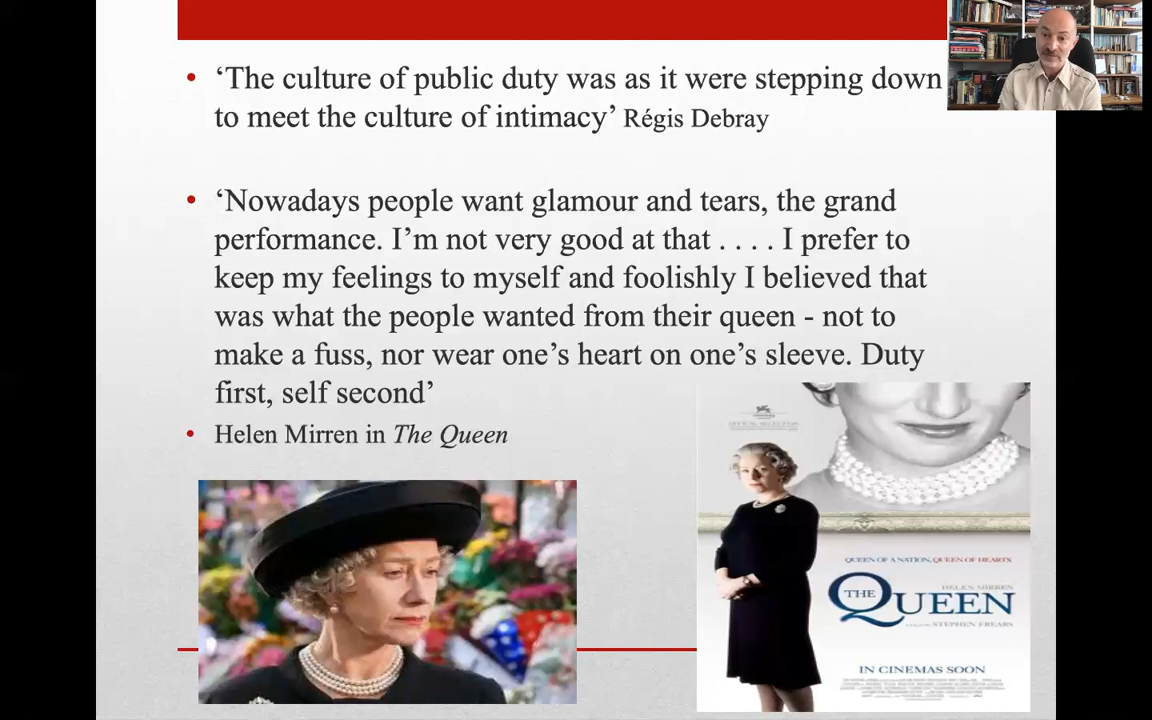 • ‘The culture of public duty was as it were stepping down
to meet the culture of intimacy’ Régis Debray
• ‘Nowadays people want glamour and tears, the grand
performance. I’m not very good at that . . . . I prefer to
keep my feelings to myself and foolishly I believed that
was what the people wanted from their queen - not to
make a fuss, nor wear one’s heart on one’s sleeve. Duty
first, self second’
• Helen Mirren in The Queen
QUEEN OF A NATION, QUEEN OF HEARTS.
HELEN MIRREN
THE QUEEN
STEPHEN FREARS
IN CINEMAS SOON